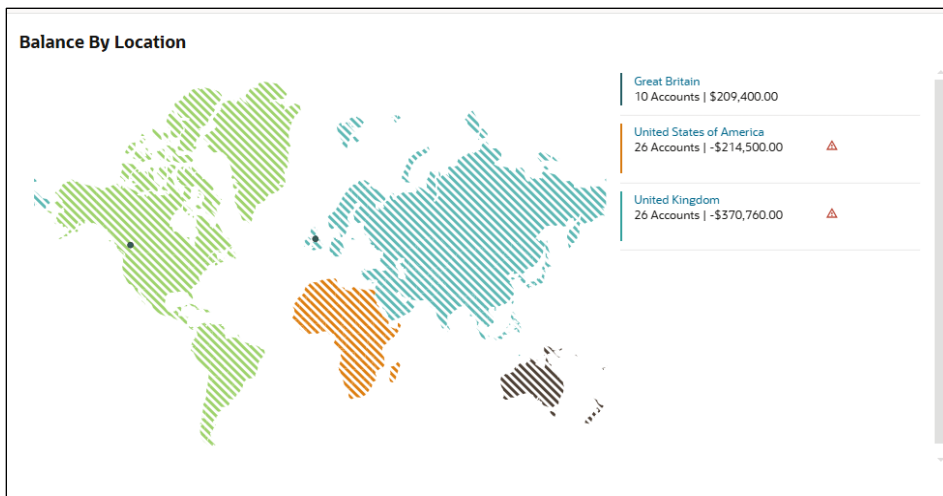 Balance By Location
Great Britain
10 Accounts | $209,400.00
United States of America
26 Accounts | -$214,500.00
United Kingdom
26 Accounts | -$370,760.00